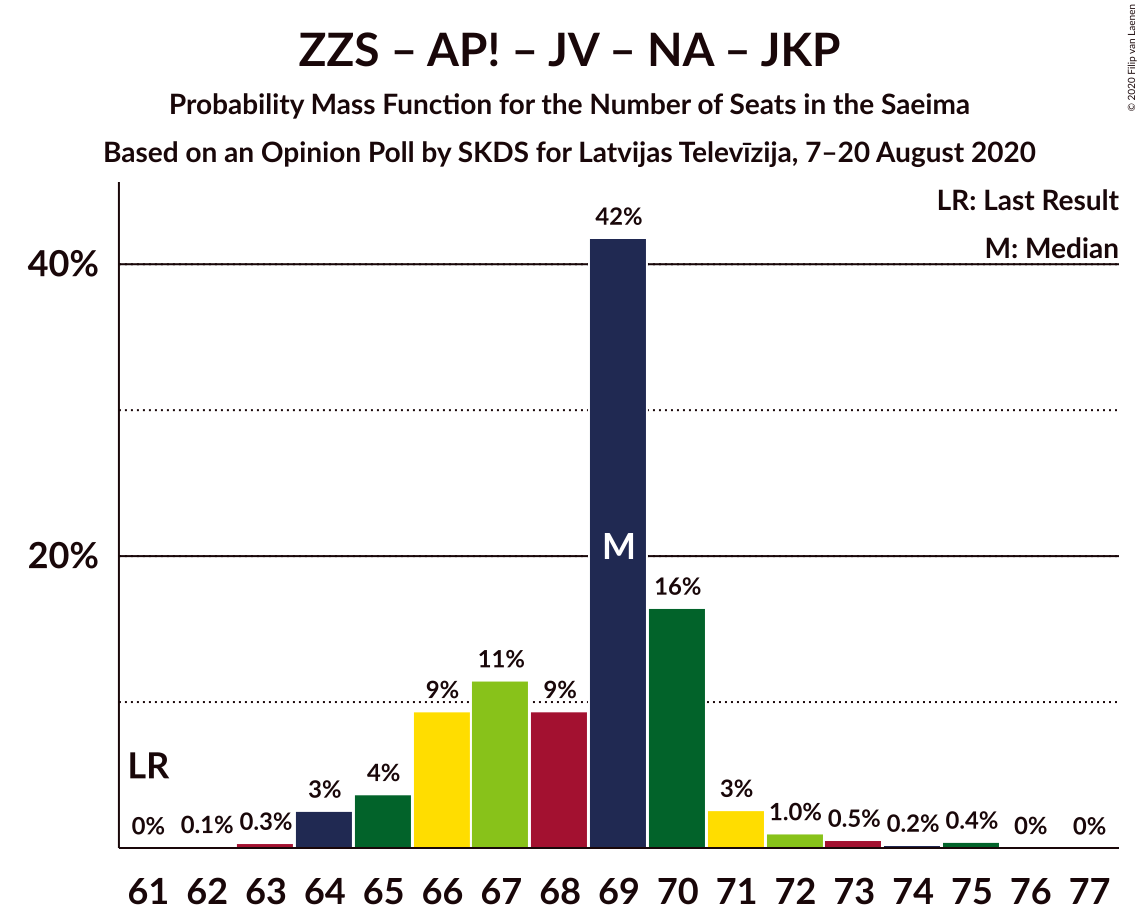 ZZS – AP! – JV – NA – JKP
Probability Mass Function for the Number of Seats in the Saeima
Based on an Opinion Poll by SKDS for Latvijas Televīzija, 7–20 August 2020
© 2020 Filip van Laenen
LR: Last Result
M: Median
40%
20%
LR
M
0% 0.1% 0.3% 3% 4% 9% 11% 9% 42% 16% 3% 1.0% 0.5% 0.2% 0.4% 0% 0%
61 62 63 64 65 66 67 68 69 70 71 72 73 74 75 76 77